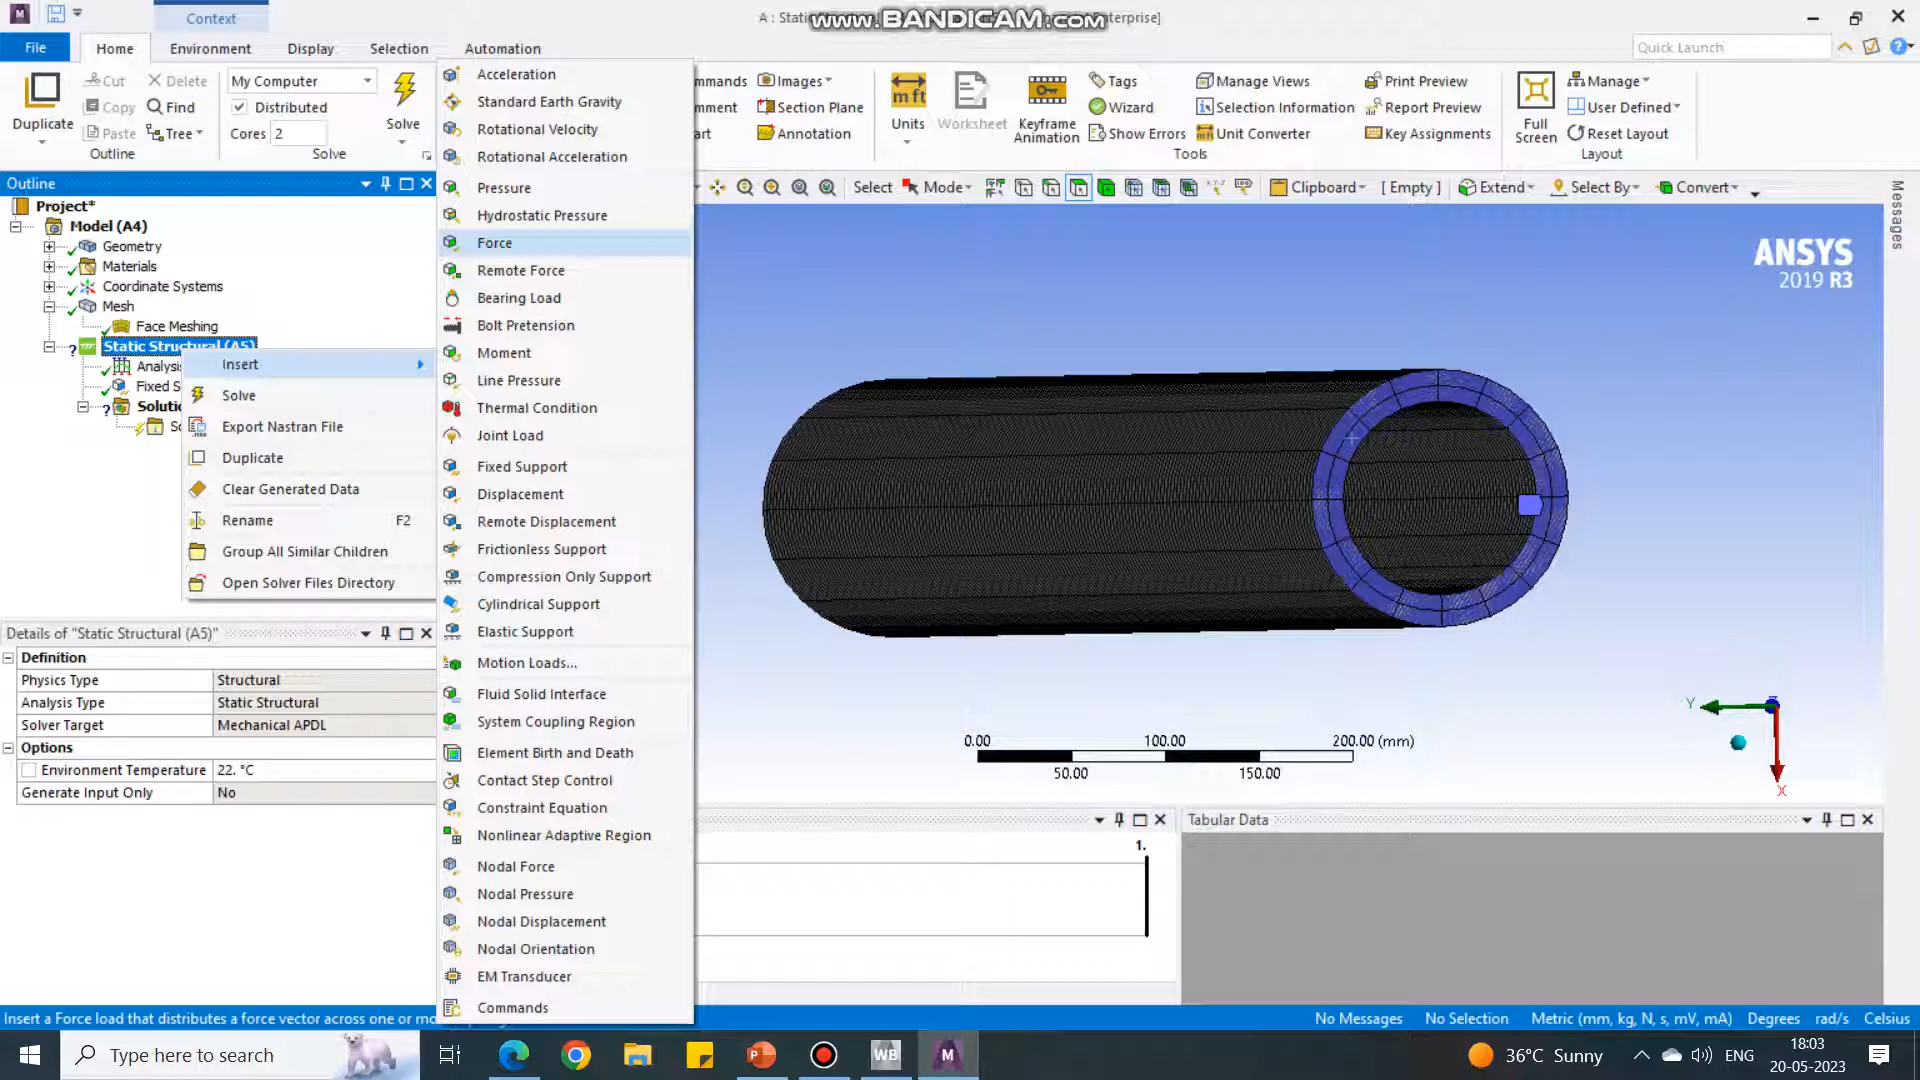 Context
A : Stati
www.BANDICAM.com
Enterprise]
File
Home
Environment
Display
Selection
Automation
Quick Launch
Duplicate
Cut
Copy
Paste
Delete
Find
Tree
Outline
My Computer
Distributed
Cores 2
Solve
Solve
mmands
mment
art
Images
Section Plane
Annotation
Units
Worksheet
Keyframe Animation
Tags
Wizard
Show Errors
Manage Views
Selection Information
Unit Converter
Print Preview
Report Preview
Key Assignments
Tools
Full Screen
Manage
User Defined
Reset Layout
Layout
Outline
Project*
Model (A4)
Geometry
Materials
Coordinate Systems
Mesh
Face Meshing
Static Structural (A5)
Analysis
Fixed S
Solutio
S
Insert
Solve
Export Nastran File
Duplicate
Clear Generated Data
Rename F2
Group All Similar Children
Open Solver Files Directory
Acceleration
Standard Earth Gravity
Rotational Velocity
Rotational Acceleration
Pressure
Hydrostatic Pressure
Force
Remote Force
Bearing Load
Bolt Pretension
Moment
Line Pressure
Thermal Condition
Joint Load
Fixed Support
Displacement
Remote Displacement
Frictionless Support
Compression Only Support
Cylindrical Support
Elastic Support
Motion Loads...
Fluid Solid Interface
System Coupling Region
Element Birth and Death
Contact Step Control
Constraint Equation
Nonlinear Adaptive Region
Nodal Force
Nodal Pressure
Nodal Displacement
Nodal Orientation
EM Transducer
Commands
Select
Mode
Clipboard
[ Empty ]
Extend
Select By
Convert
Messages
ANSYS
2019 R3
0.00 100.00 200.00 (mm)
50.00 150.00
Y
Z
X
Details of "Static Structural (A5)"
Definition
Physics Type Structural
Analysis Type Static Structural
Solver Target Mechanical APDL
Options
Environment Temperature 22. °C
Generate Input Only No
1.
Tabular Data
Insert a Force load that distributes a force vector across one or mo
No Messages
No Selection
Metric (mm, kg, N, s, mV, mA)
Degrees
rad/s
Celsius
Type here to search
WB
M
36°C Sunny
ENG
18:03
20-05-2023